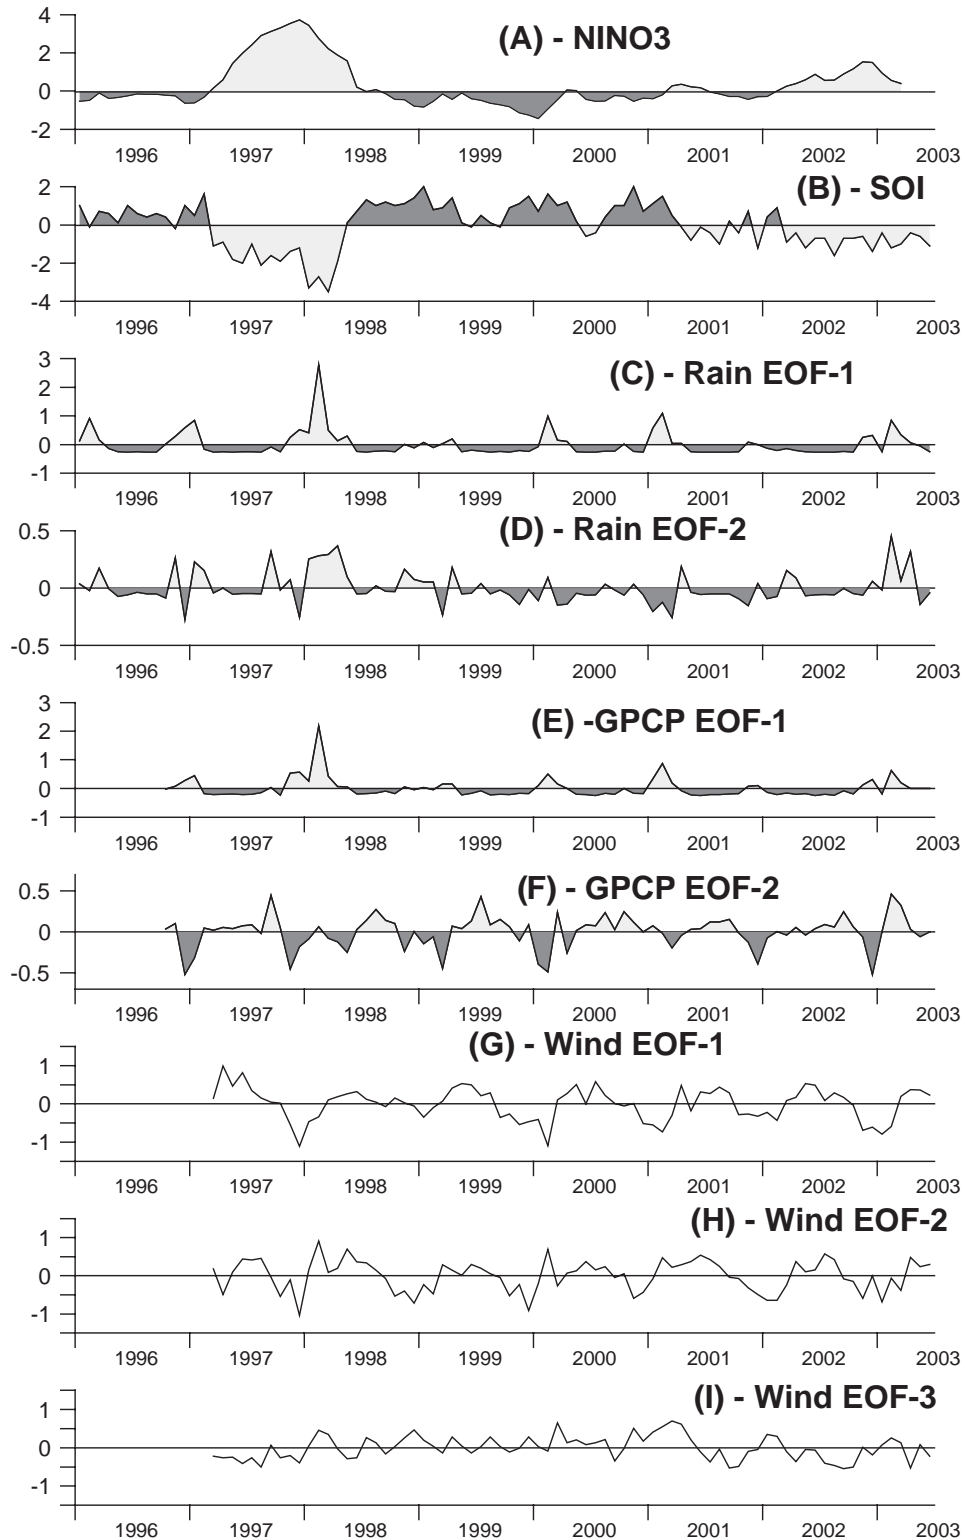 (A) - NINO3
4
2
0
-2
1996 1997 1998 1999 2000 2001 2002 2003
(B) - SOI
2
0
-2
-4
1996 1997 1998 1999 2000 2001 2002 2003
(C) - Rain EOF-1
3
2
1
0
-1
1996 1997 1998 1999 2000 2001 2002 2003
(D) - Rain EOF-2
0.5
0
-0.5
1996 1997 1998 1999 2000 2001 2002 2003
(E) -GPCP EOF-1
3
2
1
0
-1
1996 1997 1998 1999 2000 2001 2002 2003
(F) - GPCP EOF-2
0.5
0
-0.5
1996 1997 1998 1999 2000 2001 2002 2003
(G) - Wind EOF-1
1
0
-1
1996 1997 1998 1999 2000 2001 2002 2003
(H) - Wind EOF-2
1
0
-1
1996 1997 1998 1999 2000 2001 2002 2003
(I) - Wind EOF-3
1
0
-1
1996 1997 1998 1999 2000 2001 2002 2003